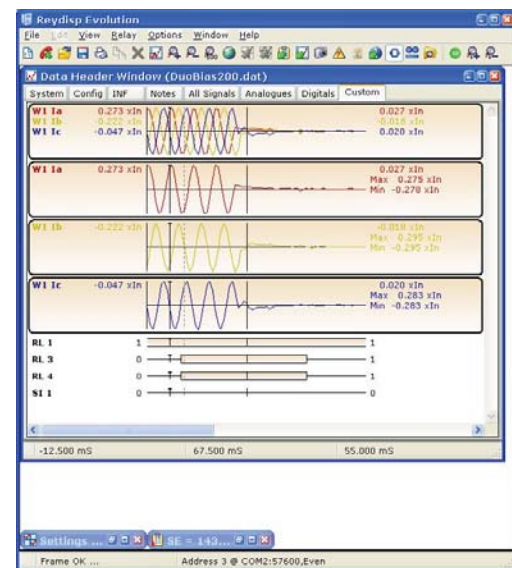 Reydisp Evolution
File Edit View Relay Options Window Help
Data Header Window (DuoBias200.dat)
System Config INF Notes All Signals Analogues Digitals Custom
W1 Ia 0.273 xIn 0.027 xIn
W1 Ib -0.222 xIn -0.018 xIn
W1 Ic -0.047 xIn 0.020 xIn
W1 Ia 0.273 xIn 0.027 xIn
Max 0.275 xIn
Min -0.278 xIn
W1 Ib -0.222 xIn -0.018 xIn
Max 0.295 xIn
Min -0.295 xIn
W1 Ic -0.047 xIn 0.020 xIn
Max 0.283 xIn
Min -0.283 xIn
RL 1 1 1
RL 3 0 1
RL 4 0 1
SI 1 0 0
-12.500 mS 67.500 mS 55.000 mS
Settings ... SE = 143...
Frame OK ... Address 3 @ COM2:57600,Even